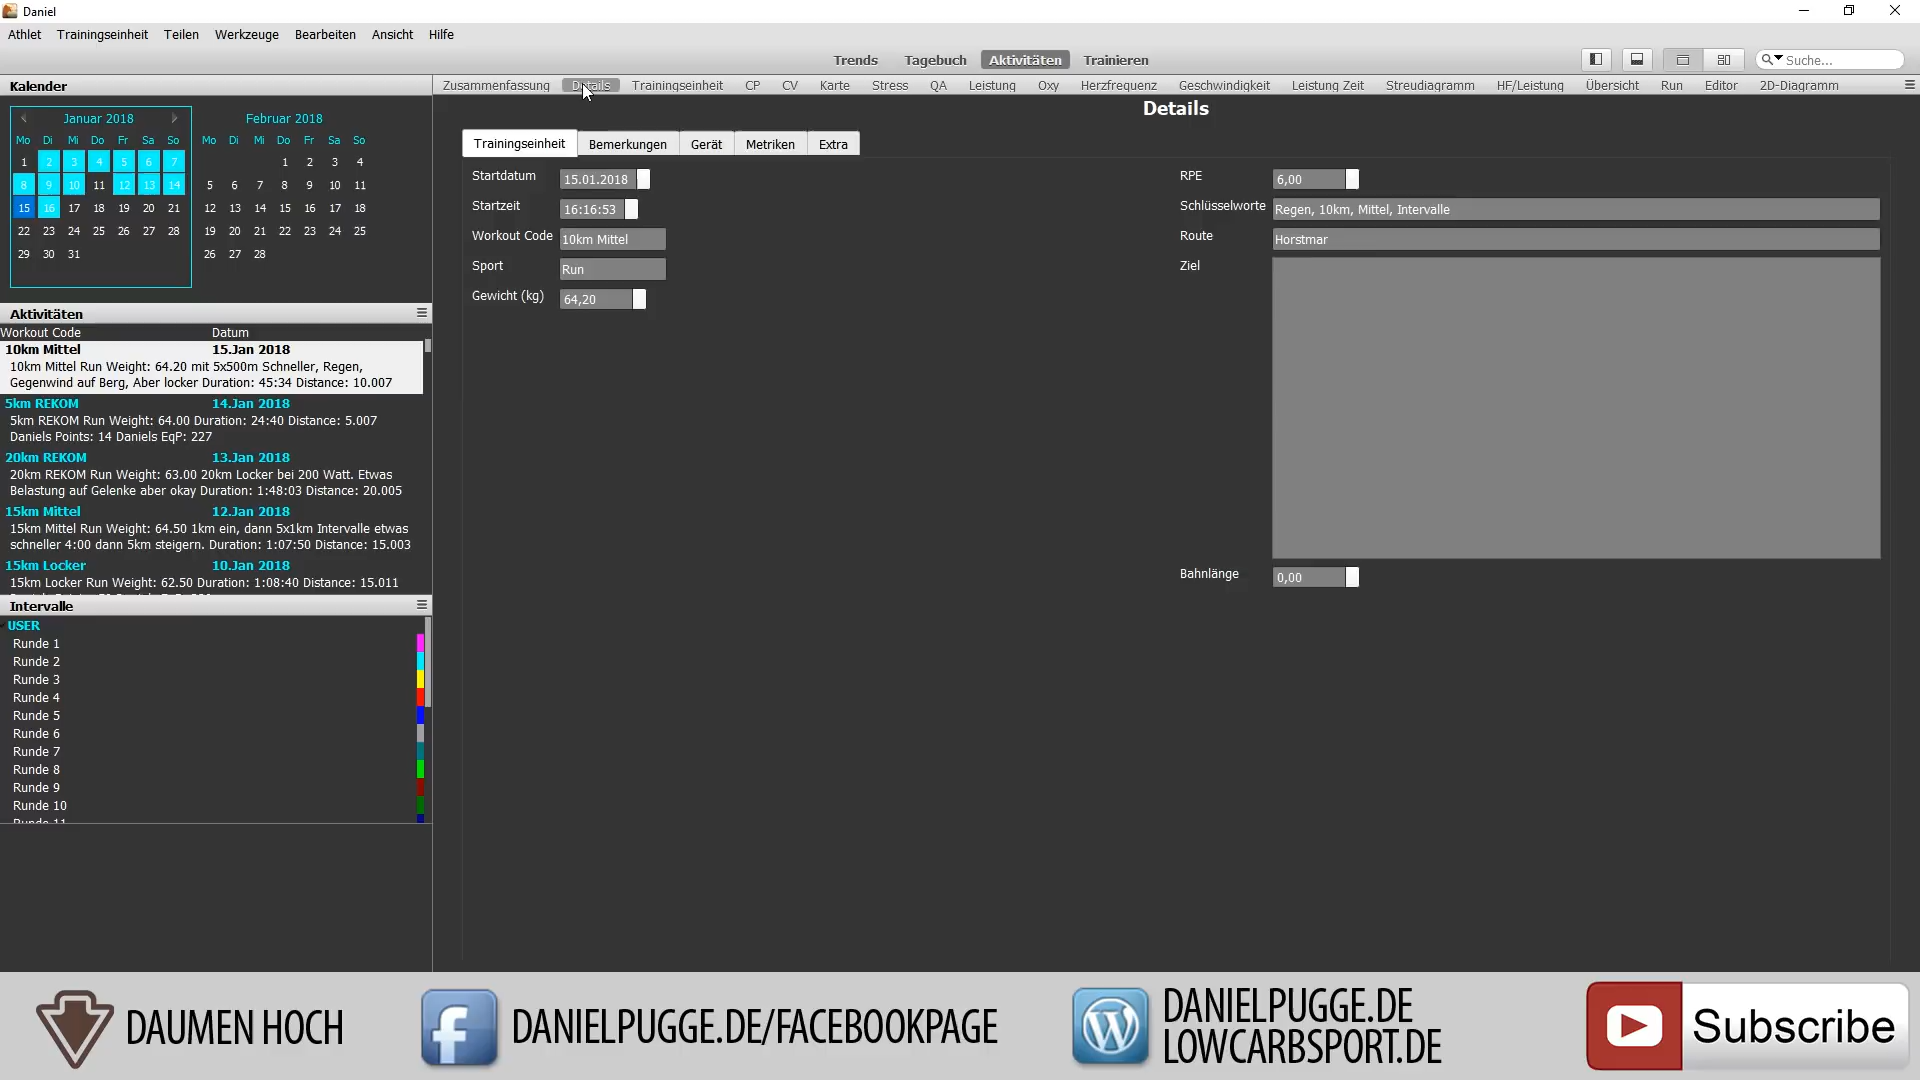 Daniel
Athlet Trainingseinheit Teilen Werkzeuge Bearbeiten Ansicht Hilfe
Trends Tagebuch Aktivitäten Trainieren Suche...
Kalender
Zusammenfassung Details Trainingseinheit CP CV Karte Stress QA Leistung Oxy Herzfrequenz Geschwindigkeit Leistung Zeit Streudiagramm HF/Leistung Übersicht Run Editor 2D-Diagramm
Details
Januar 2018 Februar 2018
Mo Di Mi Do Fr Sa So Mo Di Mi Do Fr Sa So
1 2 3 4 5 6 7 1 2 3 4
8 9 10 11 12 13 14 5 6 7 8 9 10 11
15 16 17 18 19 20 21 12 13 14 15 16 17 18
22 23 24 25 26 27 28 19 20 21 22 23 24 25
29 30 31 26 27 28
Trainingseinheit Bemerkungen Gerät Metriken Extra
Startdatum 15.01.2018
Startzeit 16:16:53
Workout Code 10km Mittel
Sport Run
Gewicht (kg) 64,20
RPE 6,00
Schlüsselworte Regen, 10km, Mittel, Intervalle
Route Horstmar
Ziel
Bahnlänge 0,00
Aktivitäten
Workout Code Datum
10km Mittel 15.Jan 2018
10km Mittel Run Weight: 64.20 mit 5x500m Schneller, Regen,
Gegenwind auf Berg, Aber locker Duration: 45:34 Distance: 10.007
5km REKOM 14.Jan 2018
5km REKOM Run Weight: 64.00 Duration: 24:40 Distance: 5.007
Daniels Points: 14 Daniels EqP: 227
20km REKOM 13.Jan 2018
20km REKOM Run Weight: 63.00 20km Locker bei 200 Watt. Etwas
Belastung auf Gelenke aber okay Duration: 1:48:03 Distance: 20.005
15km Mittel 12.Jan 2018
15km Mittel Run Weight: 64.50 1km ein, dann 5x1km Intervalle etwas
schneller 4:00 dann 5km steigern. Duration: 1:07:50 Distance: 15.003
15km Locker 10.Jan 2018
15km Locker Run Weight: 62.50 Duration: 1:08:40 Distance: 15.011
Intervalle
USER
Runde 1
Runde 2
Runde 3
Runde 4
Runde 5
Runde 6
Runde 7
Runde 8
Runde 9
Runde 10
Runde 11
DAUMEN HOCH
DANIELPUGGE.DE/FACEBOOKPAGE
DANIELPUGGE.DE
LOWCARBSPORT.DE
Subscribe